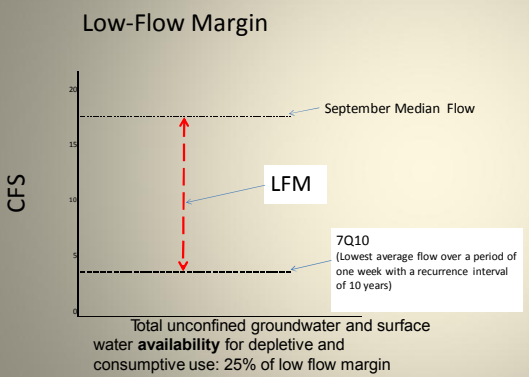 Low-Flow Margin
20
September Median Flow
15
CFS
LFM
10
7Q10
(Lowest average flow over a period of
one week with a recurrence interval
of 10 years)
5
0
Total unconfined groundwater and surface
water availability for depletive and
consumptive use: 25% of low flow margin